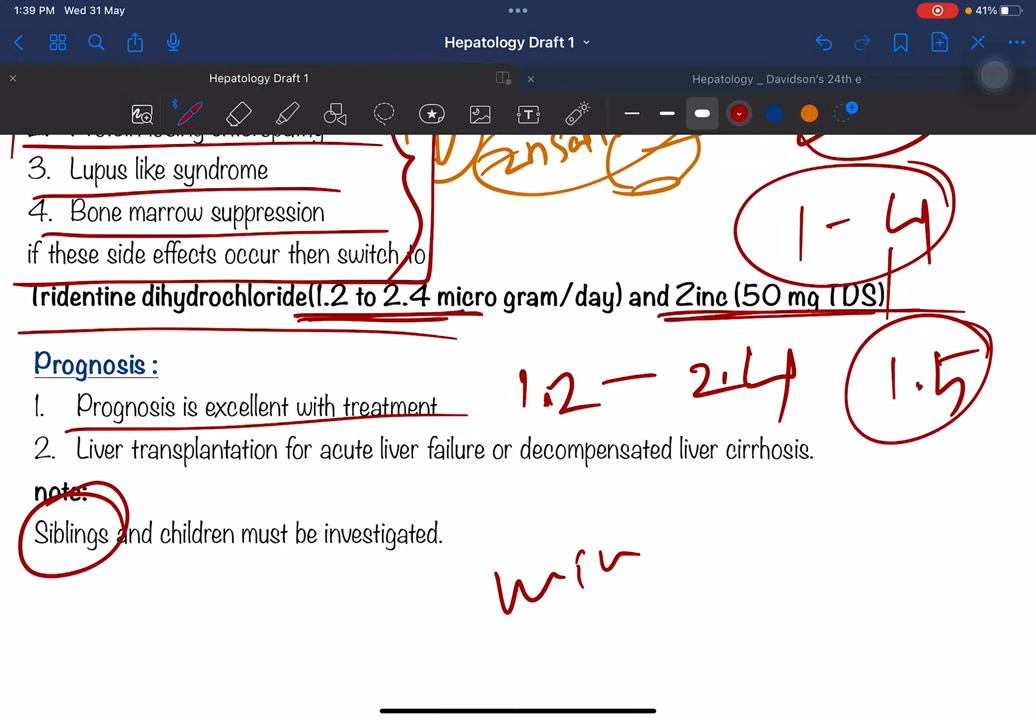 1:39 PM Wed 31 May
41%
Hepatology Draft 1
Hepatology Draft 1
Hepatology _ Davidson's 24th e
T
3. Lupus like syndrome
4. Bone marrow suppression
if these side effects occur then switch to
1 - 4
Tridentine dihydrochloride(1.2 to 2.4 micro gram/day) and Zinc (50 mg TDS)
Prognosis :
1.2 — 2.4
1.5
1. Prognosis is excellent with treatment
2. Liver transplantation for acute liver failure or decompensated liver cirrhosis.
note:
Siblings and children must be investigated.